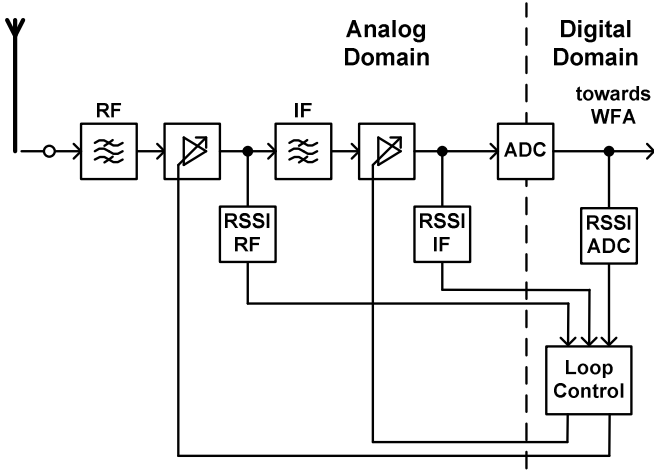 Analog
Domain
Digital
Domain
towards
WFA
RF
IF
ADC
RSSI
RF
RSSI
IF
RSSI
ADC
Loop
Control